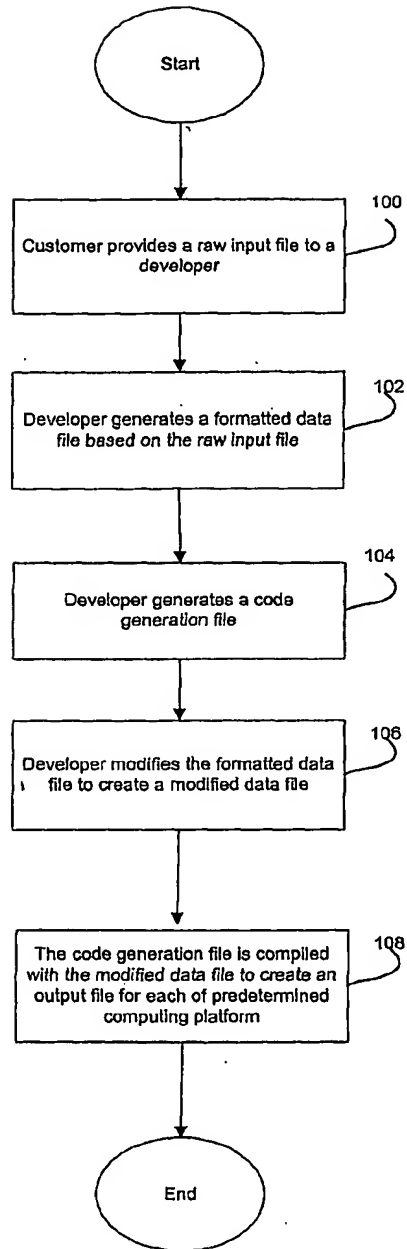 Start
100
Customer provides a raw input file to a
developer
102
Developer generates a formatted data
file based on the raw input file
104
Developer generates a code
generation file
106
Developer modifies the formatted data
file to create a modified data file
108
The code generation file is compiled
with the modified data file to create an
output file for each of predetermined
computing platform
End